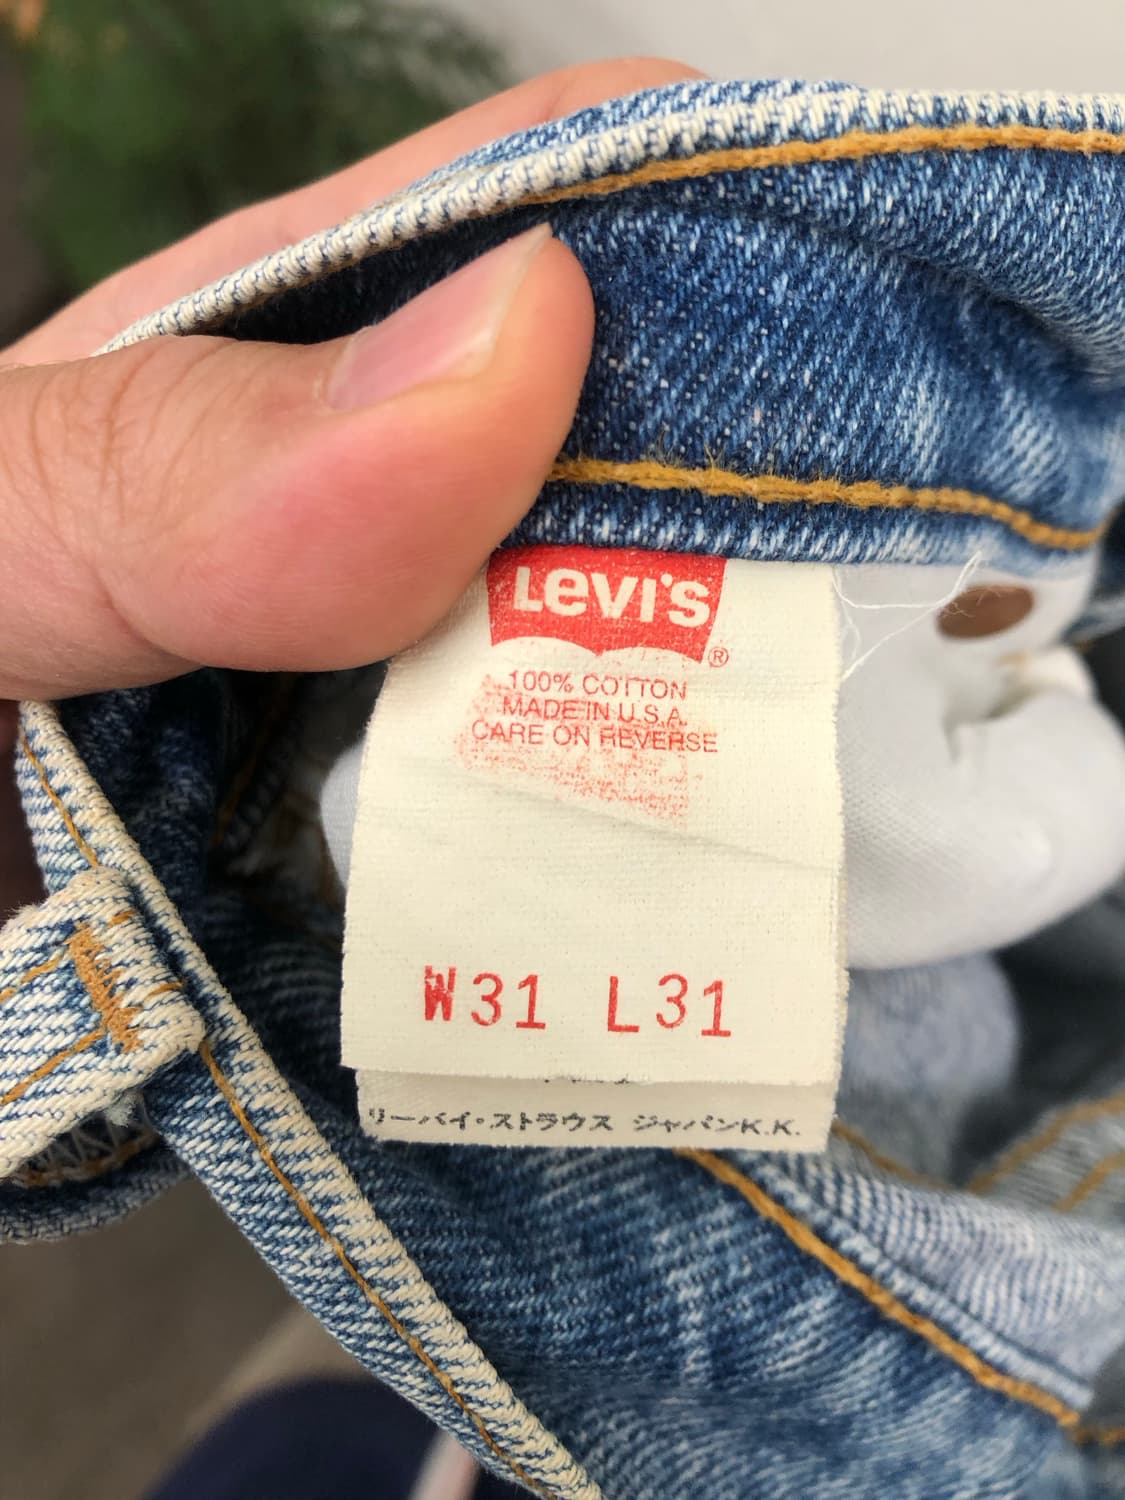 LEVI'S ®
100% COTTON
MADE IN U.S.A.
CARE ON REVERSE
W31 L31
リーバイ・ストラウス ジャパンK.K.